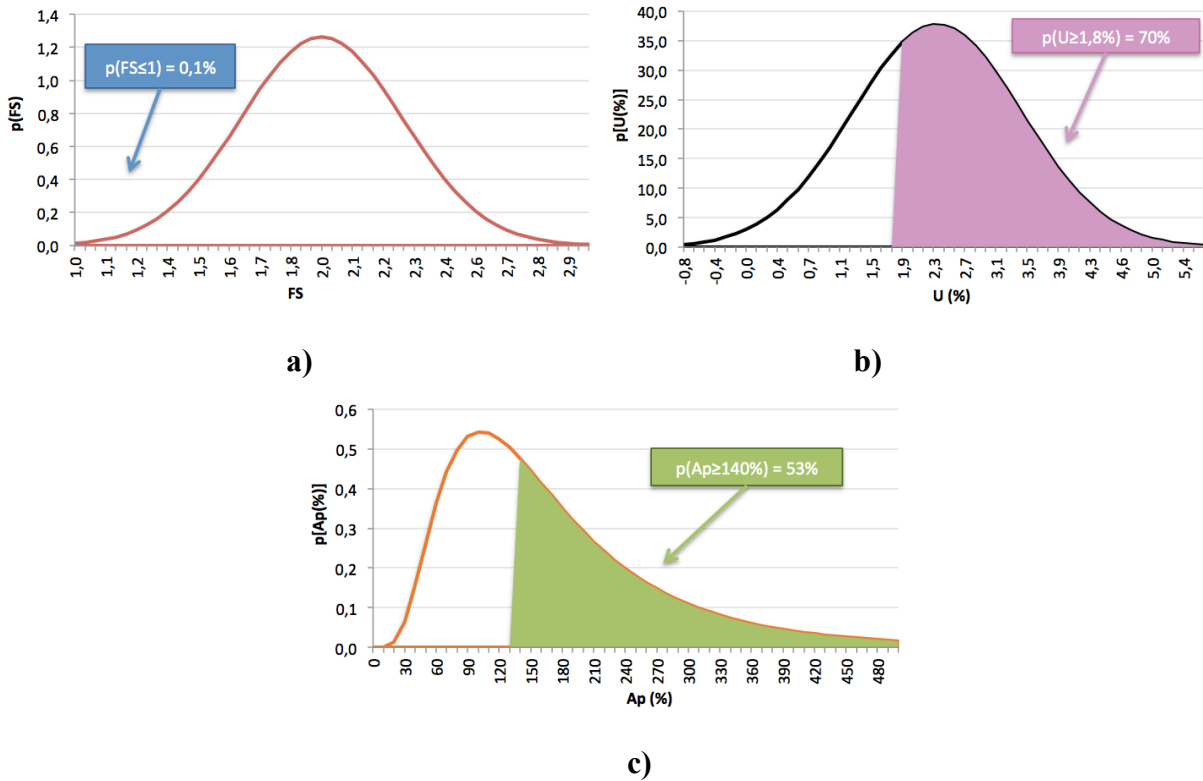 1,4
1,2
1,0
0,8
0,6
0,4
0,2
0,0
p(FS)
p(FS≤1) = 0,1%
1,0 1,1 1,2 1,4 1,5 1,6 1,7 1,8 2,0 2,1 2,2 2,3 2,4 2,6 2,7 2,8 2,9
FS
a)
40,0
35,0
30,0
25,0
20,0
15,0
10,0
5,0
0,0
p[U(%)]
p(U≥1,8%) = 70%
-0,8 -0,4 0,0 0,4 0,7 1,1 1,5 1,9 2,3 2,7 3,1 3,5 3,9 4,3 4,6 5,0 5,4
U (%)
b)
0,6
0,5
0,4
0,3
0,2
0,1
0,0
p[Ap(%)]
p(Ap≥140%) = 53%
0 30 60 90 120 150 180 210 240 270 300 330 360 390 420 450 480
Ap (%)
c)